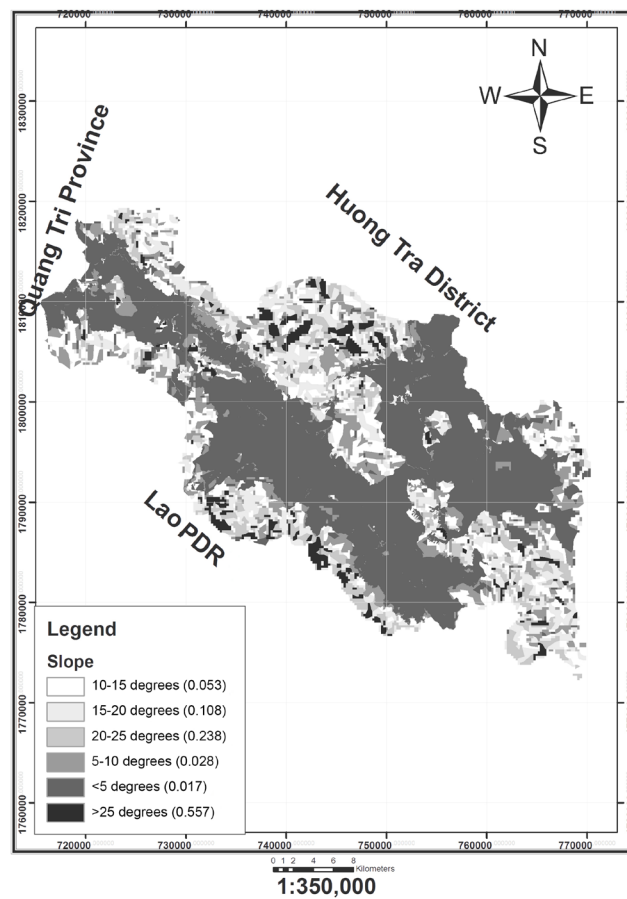 720000 730000 740000 750000 760000 770000
N
W E
S
1830000
1820000
1810000
1800000
1790000
1780000
1770000
1760000
Quang Tri Province
Huong Tra District
Lao PDR
Legend
Slope
10-15 degrees (0.053)
15-20 degrees (0.108)
20-25 degrees (0.238)
5-10 degrees (0.028)
<5 degrees (0.017)
>25 degrees (0.557)
720000 730000 740000 750000 760000 770000
0 1 2 4 6 8
Kilometers
1:350,000